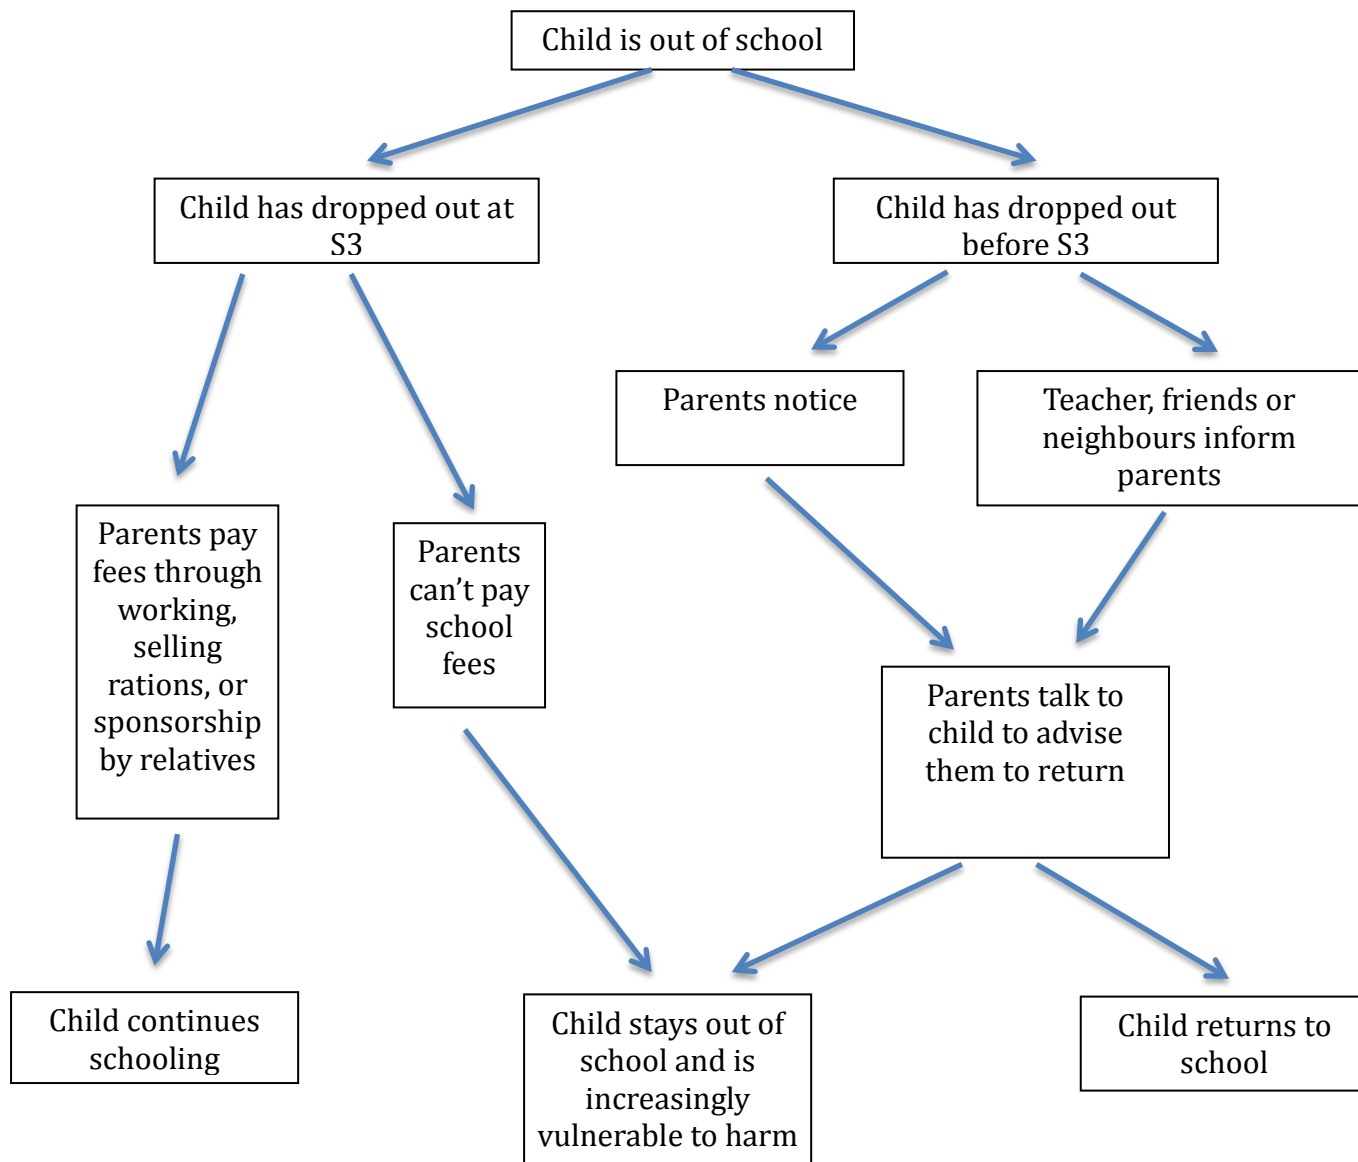 Child is out of school
Child has dropped out at
S3
Child has dropped out
before S3
Parents notice
Teacher, friends or
neighbours inform
parents
Parents pay
fees through
working,
selling
rations, or
sponsorship
by relatives
Parents
can’t pay
school
fees
Parents talk to
child to advise
them to return
Child continues
schooling
Child stays out of
school and is
increasingly
vulnerable to harm
Child returns to
school